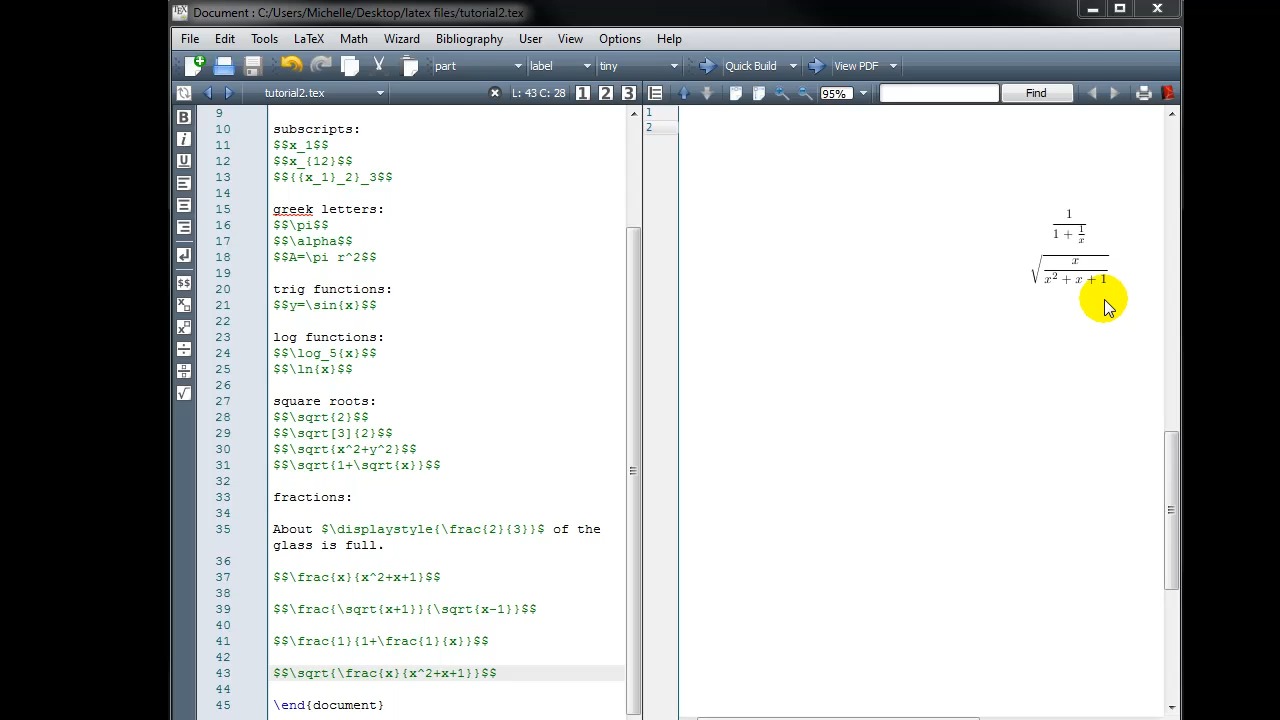 Document : C:/Users/Michelle/Desktop/latex files/tutorial2.tex
File Edit Tools LaTeX Math Wizard Bibliography User View Options Help
part label tiny Quick Build View PDF
tutorial2.tex L: 43 C: 28 1 2 3 95% Find
9
10 subscripts:
11 $$x_1$$
12 $$x_{12}$$
13 $${{x_1}_2}_3$$
14
15 greek letters:
16 $$\pi$$
17 $$\alpha$$
18 $$A=\pi r^2$$
19
20 trig functions:
21 $$y=\sin{x}$$
22
23 log functions:
24 $$\log_5{x}$$
25 $$\ln{x}$$
26
27 square roots:
28 $$\sqrt{2}$$
29 $$\sqrt[3]{2}$$
30 $$\sqrt{x^2+y^2}$$
31 $$\sqrt{1+\sqrt{x}}$$
32
33 fractions:
34
35 About $\displaystyle{\frac{2}{3}}$ of the
glass is full.
36
37 $$\frac{x}{x^2+x+1}$$
38
39 $$\frac{\sqrt{x+1}}{\sqrt{x-1}}$$
40
41 $$\frac{1}{1+\frac{1}{x}}$$
42
43 $$\sqrt{\frac{x}{x^2+x+1}}$$
44
45 \end{document}
B
i
U
$$
1
2
1
1 + 1/x
√
x
x² + x + 1